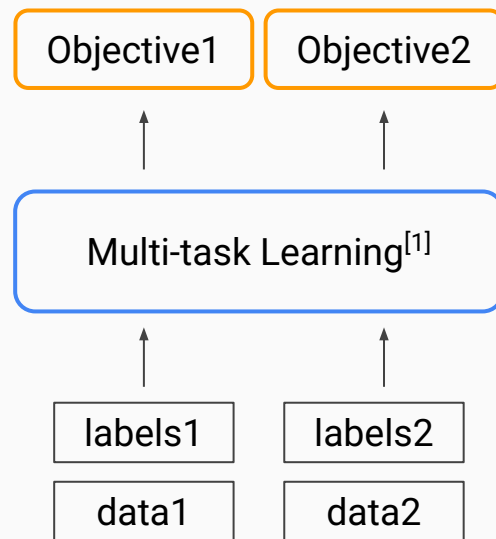 Objective1 Objective2
Multi-task Learning[1]
labels1 labels2
data1 data2